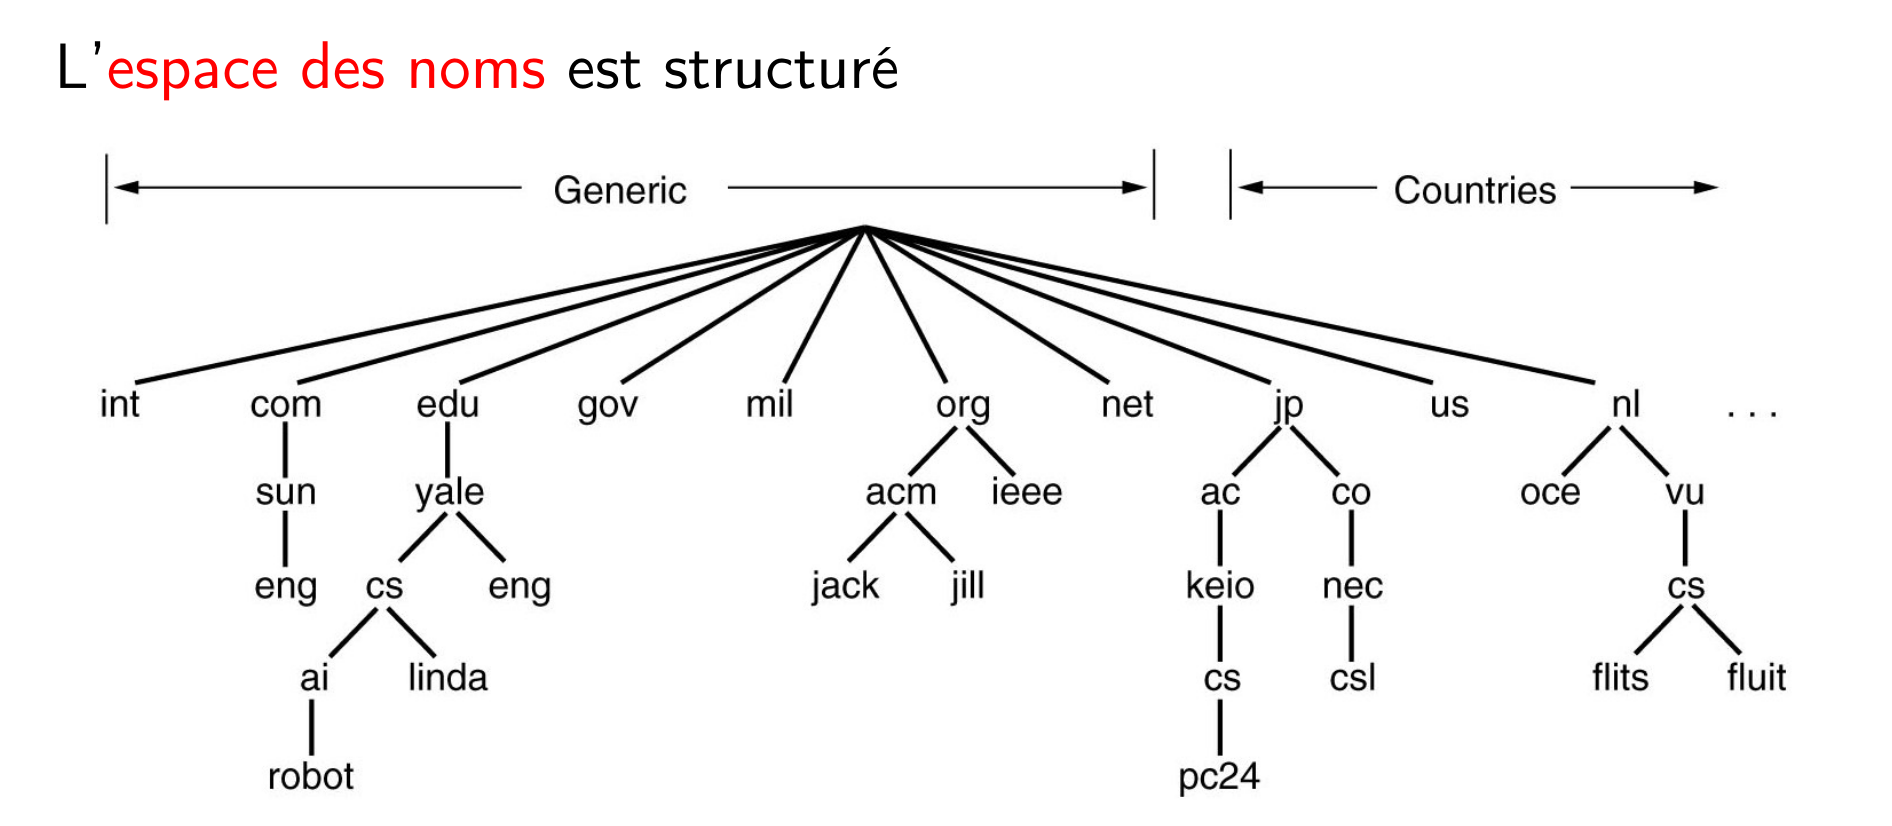 L'espace des noms est structuré
Generic Countries
int com edu gov mil org net jp us nl . . .
sun yale acm ieee ac co oce vu
eng cs eng jack jill keio nec cs
ai linda cs csl flits fluit
robot pc24